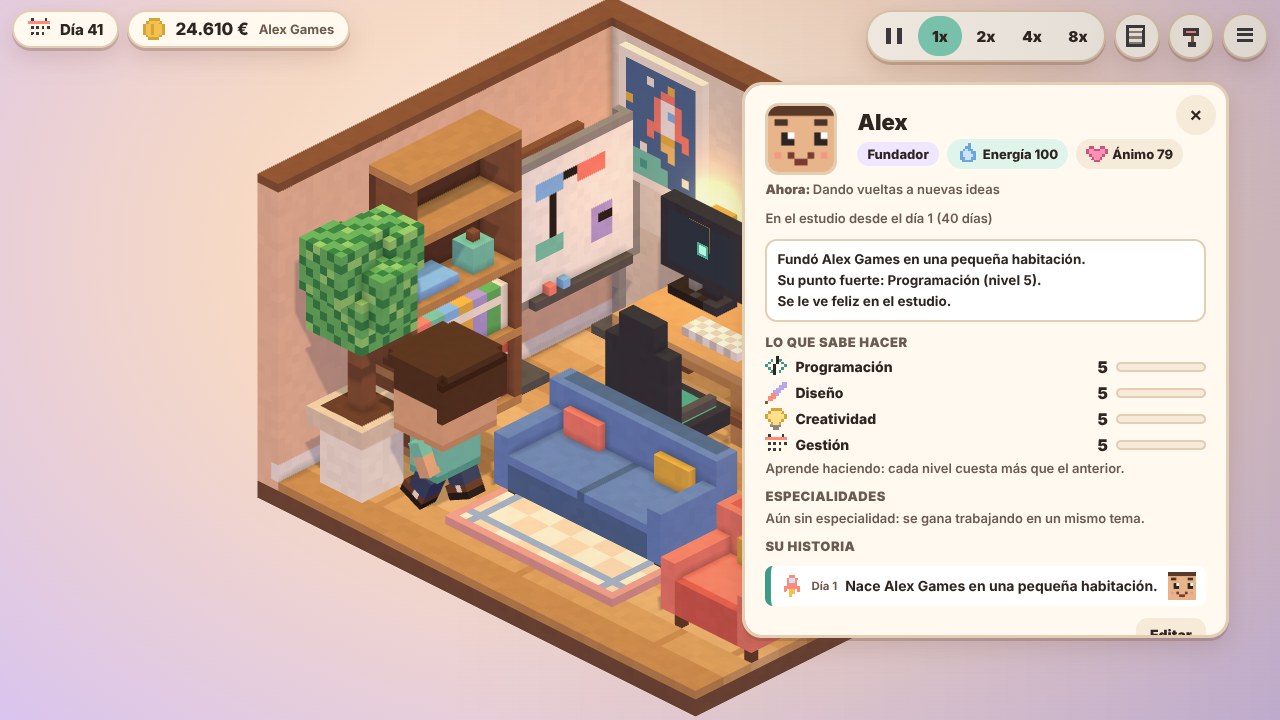 Día 41
24.610 € Alex Games
1x 2x 4x 8x
Alex
Fundador
Energía 100
Ánimo 79
Ahora: Dando vueltas a nuevas ideas
En el estudio desde el día 1 (40 días)
Fundó Alex Games en una pequeña habitación.
Su punto fuerte: Programación (nivel 5).
Se le ve feliz en el estudio.
LO QUE SABE HACER
Programación 5
Diseño 5
Creatividad 5
Gestión 5
Aprende haciendo: cada nivel cuesta más que el anterior.
ESPECIALIDADES
Aún sin especialidad: se gana trabajando en un mismo tema.
SU HISTORIA
Día 1 Nace Alex Games en una pequeña habitación.
Editar